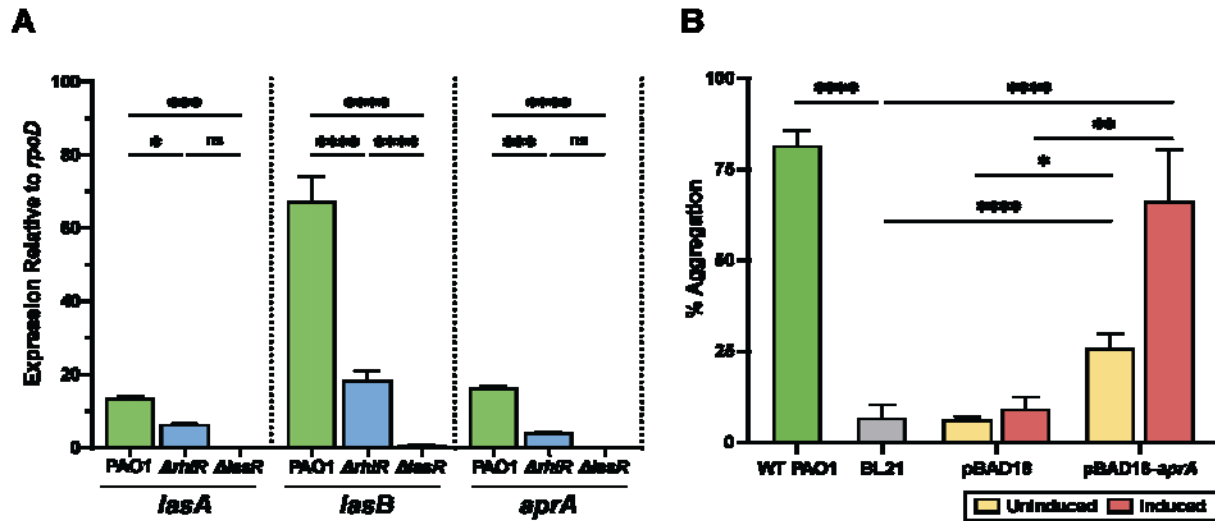 A
Expression Relative to rpoD
100
80
60
40
20
0
*** **** ****
* ns **** **** *** ns
PAO1 ΔrhlR ΔlasR PAO1 ΔrhlR ΔlasR PAO1 ΔrhlR ΔlasR
lasA lasB aprA
B
% Aggregation
100
75
50
25
0
**** ****
**
*
****
WT PAO1 BL21 pBAD18 pBAD18-aprA
Uninduced Induced